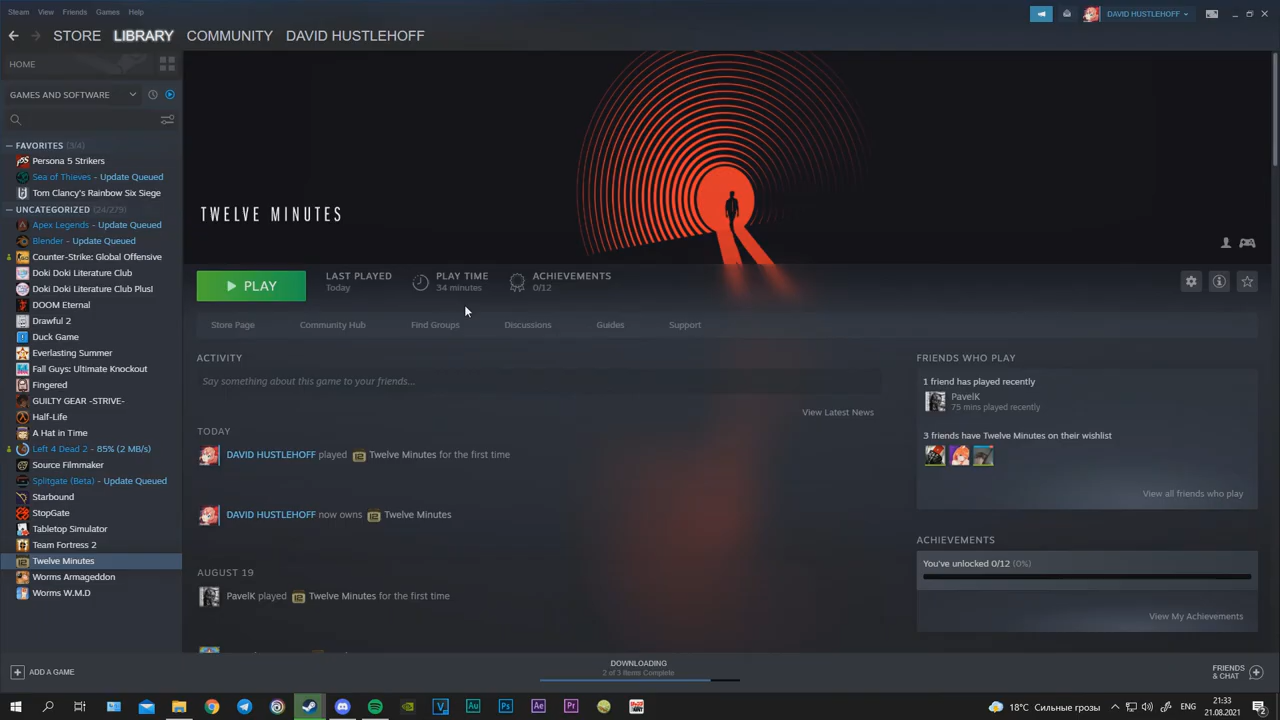 Steam View Friends Games Help
DAVID HUSTLEHOFF
STORE LIBRARY COMMUNITY DAVID HUSTLEHOFF
HOME
GAMES AND SOFTWARE
FAVORITES (3/4)
Persona 5 Strikers
Sea of Thieves - Update Queued
Tom Clancy's Rainbow Six Siege
UNCATEGORIZED (24/279)
Apex Legends - Update Queued
Blender - Update Queued
Counter-Strike: Global Offensive
Doki Doki Literature Club
Doki Doki Literature Club Plus!
DOOM Eternal
Drawful 2
Duck Game
Everlasting Summer
Fall Guys: Ultimate Knockout
Fingered
GUILTY GEAR -STRIVE-
Half-Life
A Hat in Time
Left 4 Dead 2 - 85% (2 MB/s)
Source Filmmaker
Splitgate (Beta) - Update Queued
Starbound
StopGate
Tabletop Simulator
Team Fortress 2
Twelve Minutes
Worms Armageddon
Worms W.M.D
ADD A GAME
TWELVE MINUTES
PLAY
LAST PLAYED
Today
PLAY TIME
34 minutes
ACHIEVEMENTS
0/12
Store Page Community Hub Find Groups Discussions Guides Support
ACTIVITY
Say something about this game to your friends...
View Latest News
TODAY
DAVID HUSTLEHOFF played Twelve Minutes for the first time
DAVID HUSTLEHOFF now owns Twelve Minutes
AUGUST 19
PavelK played Twelve Minutes for the first time
FRIENDS WHO PLAY
1 friend has played recently
PavelK
75 mins played recently
3 friends have Twelve Minutes on their wishlist
View all friends who play
ACHIEVEMENTS
You've unlocked 0/12 (0%)
View My Achievements
DOWNLOADING
2 of 3 Items Complete
FRIENDS
& CHAT
18°C Сильные грозы
ENG
21:33
21.08.2021